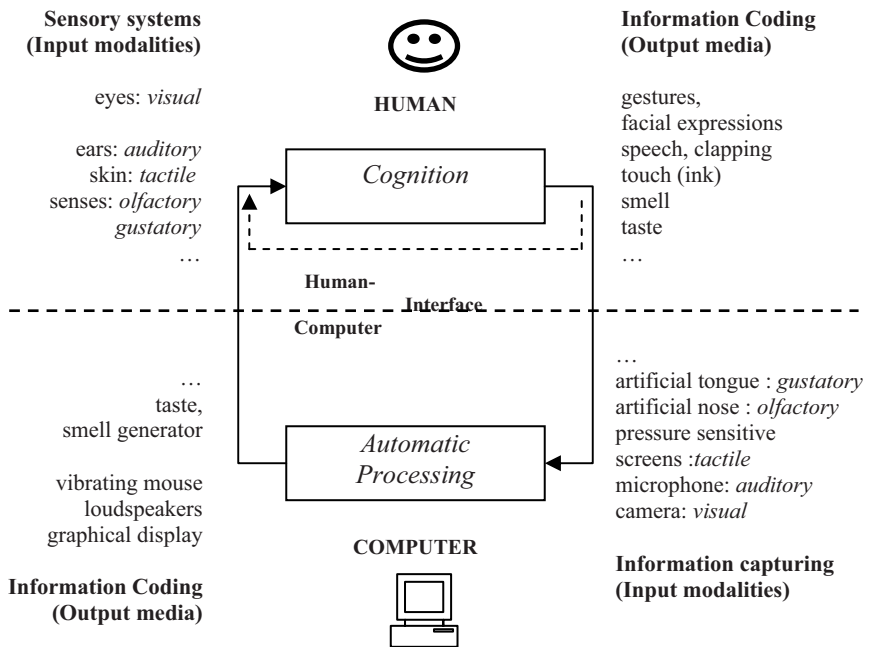 Sensory systems
(Input modalities)
eyes: visual
ears: auditory
skin: tactile
senses: olfactory
gustatory
…
HUMAN
Cognition
Information Coding
(Output media)
gestures,
facial expressions
speech, clapping
touch (ink)
smell
taste
…
Human-
Interface
Computer
…
taste,
smell generator
vibrating mouse
loudspeakers
graphical display
Information Coding
(Output media)
Automatic
Processing
COMPUTER
…
artificial tongue : gustatory
artificial nose : olfactory
pressure sensitive
screens :tactile
microphone: auditory
camera: visual
Information capturing
(Input modalities)